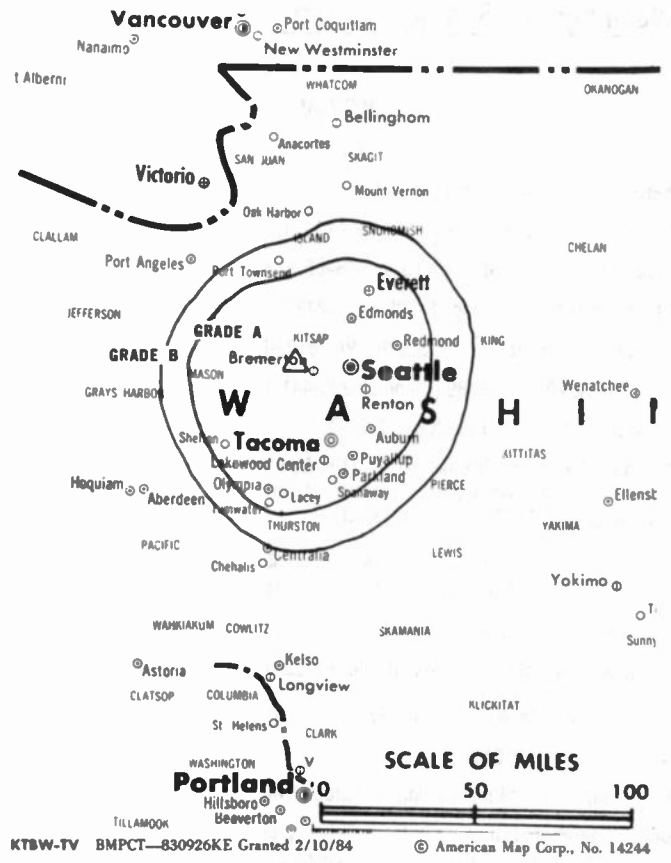 Vancouver
Port Coquitlam
Nanaimo
New Westminster
t Alberni
WHATCOM
OKANOGAN
Bellingham
Anacortes
SAN JUAN
SKAGIT
Victorio
Mount Vernon
Oak Harbor
CLALLAM
ISLAND
SNOHOMISH
CHELAN
Port Angeles
Port Townsend
Everett
JEFFERSON
Edmonds
GRADE A
KITSAP
Redmond
KING
GRADE B
Bremerton
Seattle
MASON
GRAYS HARBOR
Wenatchee
W A S H I
Renton
Auburn
Shelton
Tacoma
KITTITAS
Lakewood Center
Puyallup
Parkland
Hoquiam
Aberdeen
Olympia
Lacey
Spanaway
PIERCE
Ellensb
Tumwater
THURSTON
YAKIMA
PACIFIC
Centralia
LEWIS
Chehalis
Yokimo
T
WAHKIAKUM
COWLITZ
SKAMANIA
Sunny
Astoria
Kelso
Longview
CLATSOP
COLUMBIA
KLICKITAT
St Helens
CLARK
WASHINGTON
V
SCALE OF MILES
Portland
0 50 100
Hillsboro
Beaverton
TILLAMOOK
KTBW-TV BMPCT—830926KE Granted 2/10/84 © American Map Corp., No. 14244